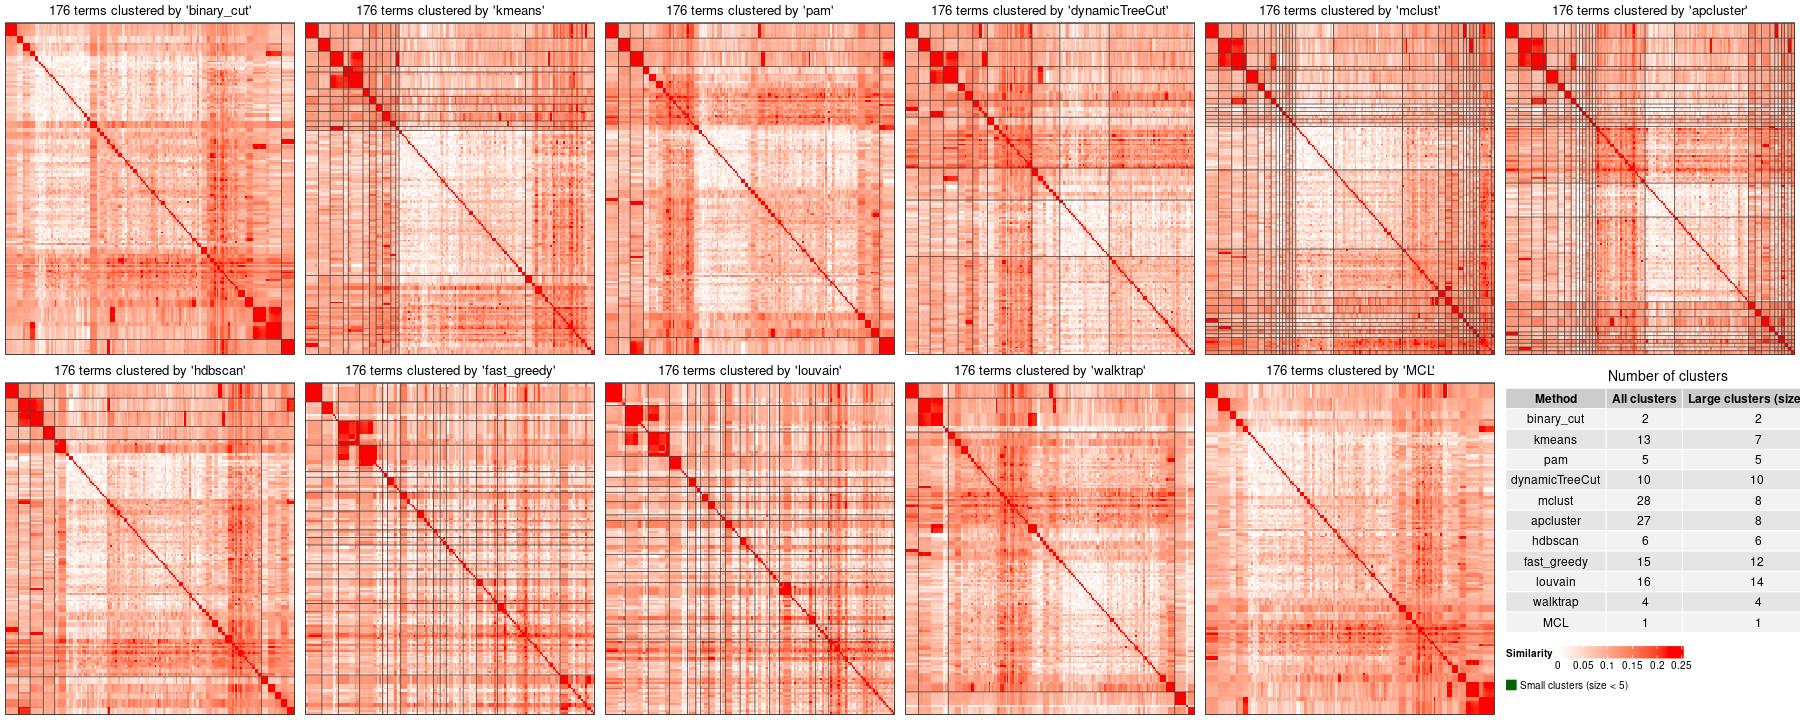 176 terms clustered by 'binary_cut'
176 terms clustered by 'kmeans'
176 terms clustered by 'pam'
176 terms clustered by 'dynamicTreeCut'
176 terms clustered by 'mclust'
176 terms clustered by 'apcluster'
176 terms clustered by 'hdbscan'
176 terms clustered by 'fast_greedy'
176 terms clustered by 'louvain'
176 terms clustered by 'walktrap'
176 terms clustered by 'MCL'
Number of clusters
Method All clusters Large clusters (size
binary_cut 2 2
kmeans 13 7
pam 5 5
dynamicTreeCut 10 10
mclust 28 8
apcluster 27 8
hdbscan 6 6
fast_greedy 15 12
louvain 16 14
walktrap 4 4
MCL 1 1
Similarity
0 0.05 0.1 0.15 0.2 0.25
Small clusters (size < 5)